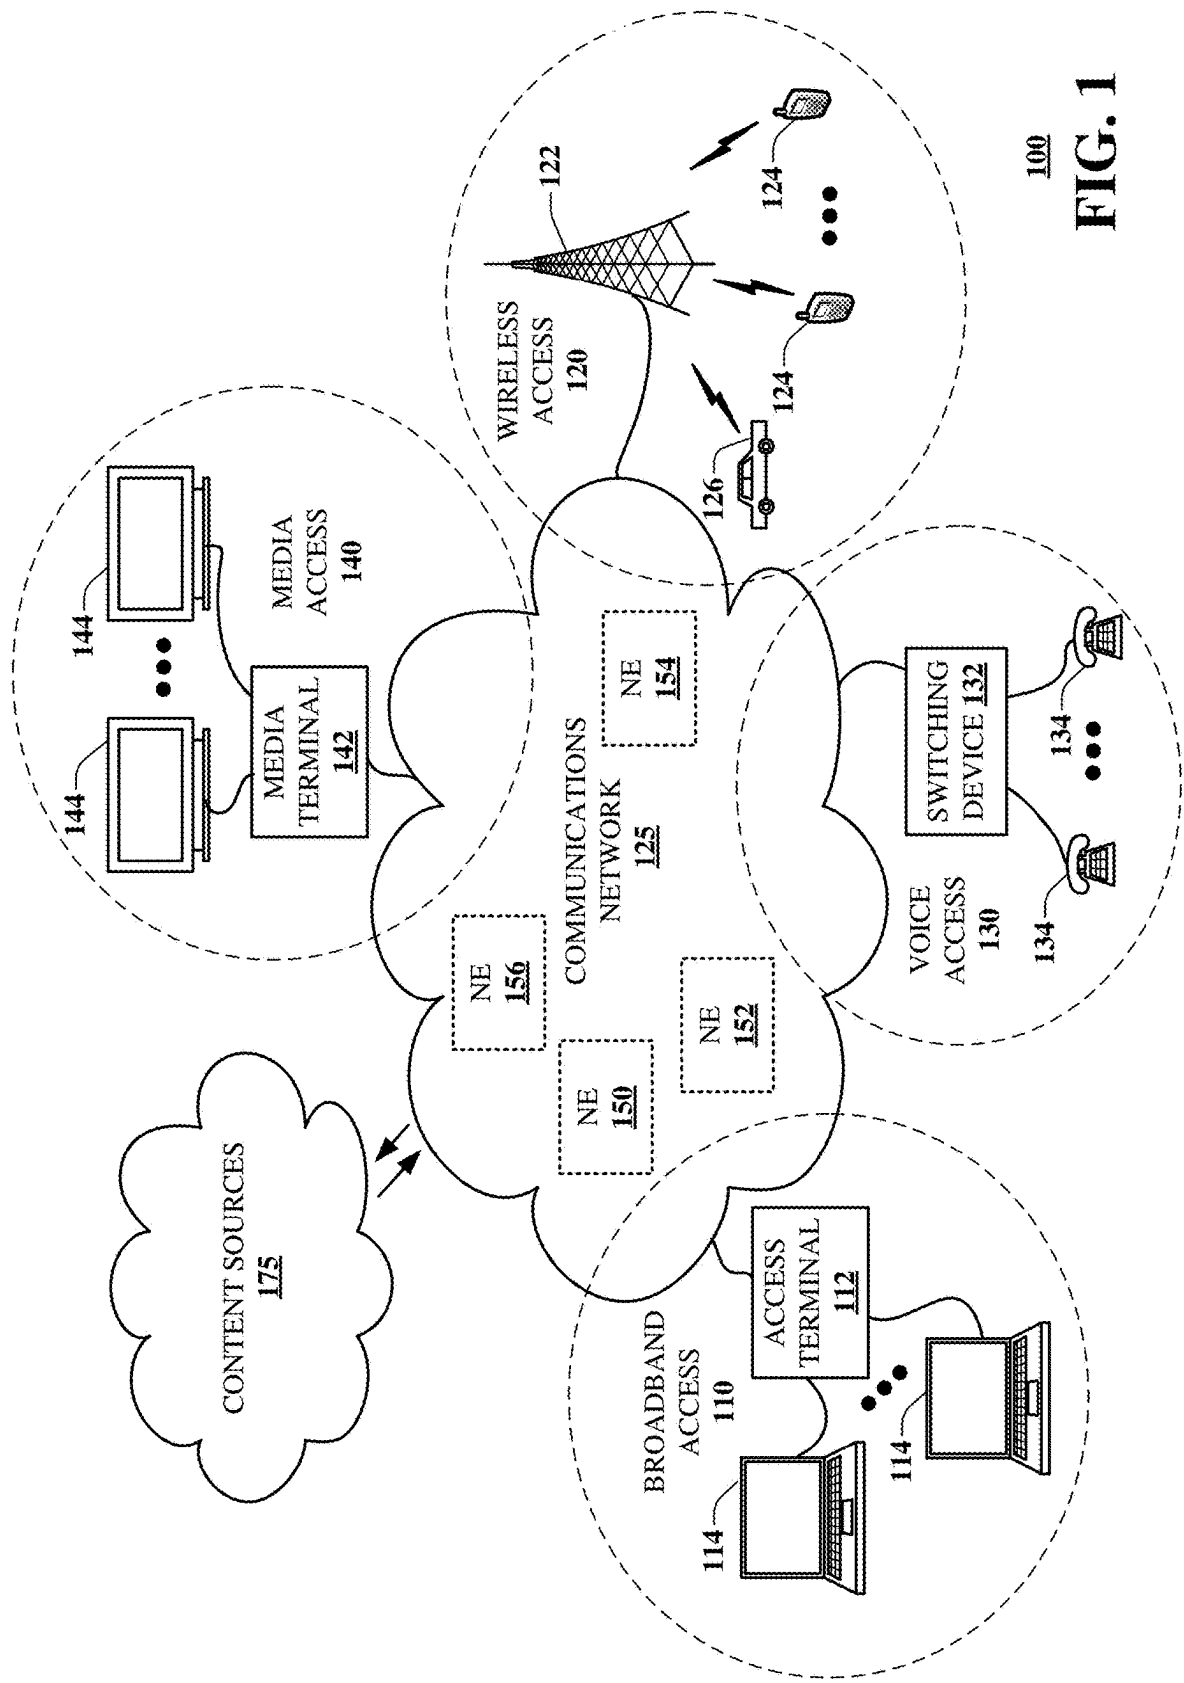 CONTENT SOURCES
175
144
144
MEDIA
TERMINAL
142
MEDIA
ACCESS
140
NE
156
NE
150
NE
152
COMMUNICATIONS
NETWORK
125
NE
154
WIRELESS
ACCESS
120
122
124
124
126
BROADBAND
ACCESS
110
ACCESS
TERMINAL
112
114
114
VOICE
ACCESS
130
SWITCHING
DEVICE 132
134
134
100
FIG. 1